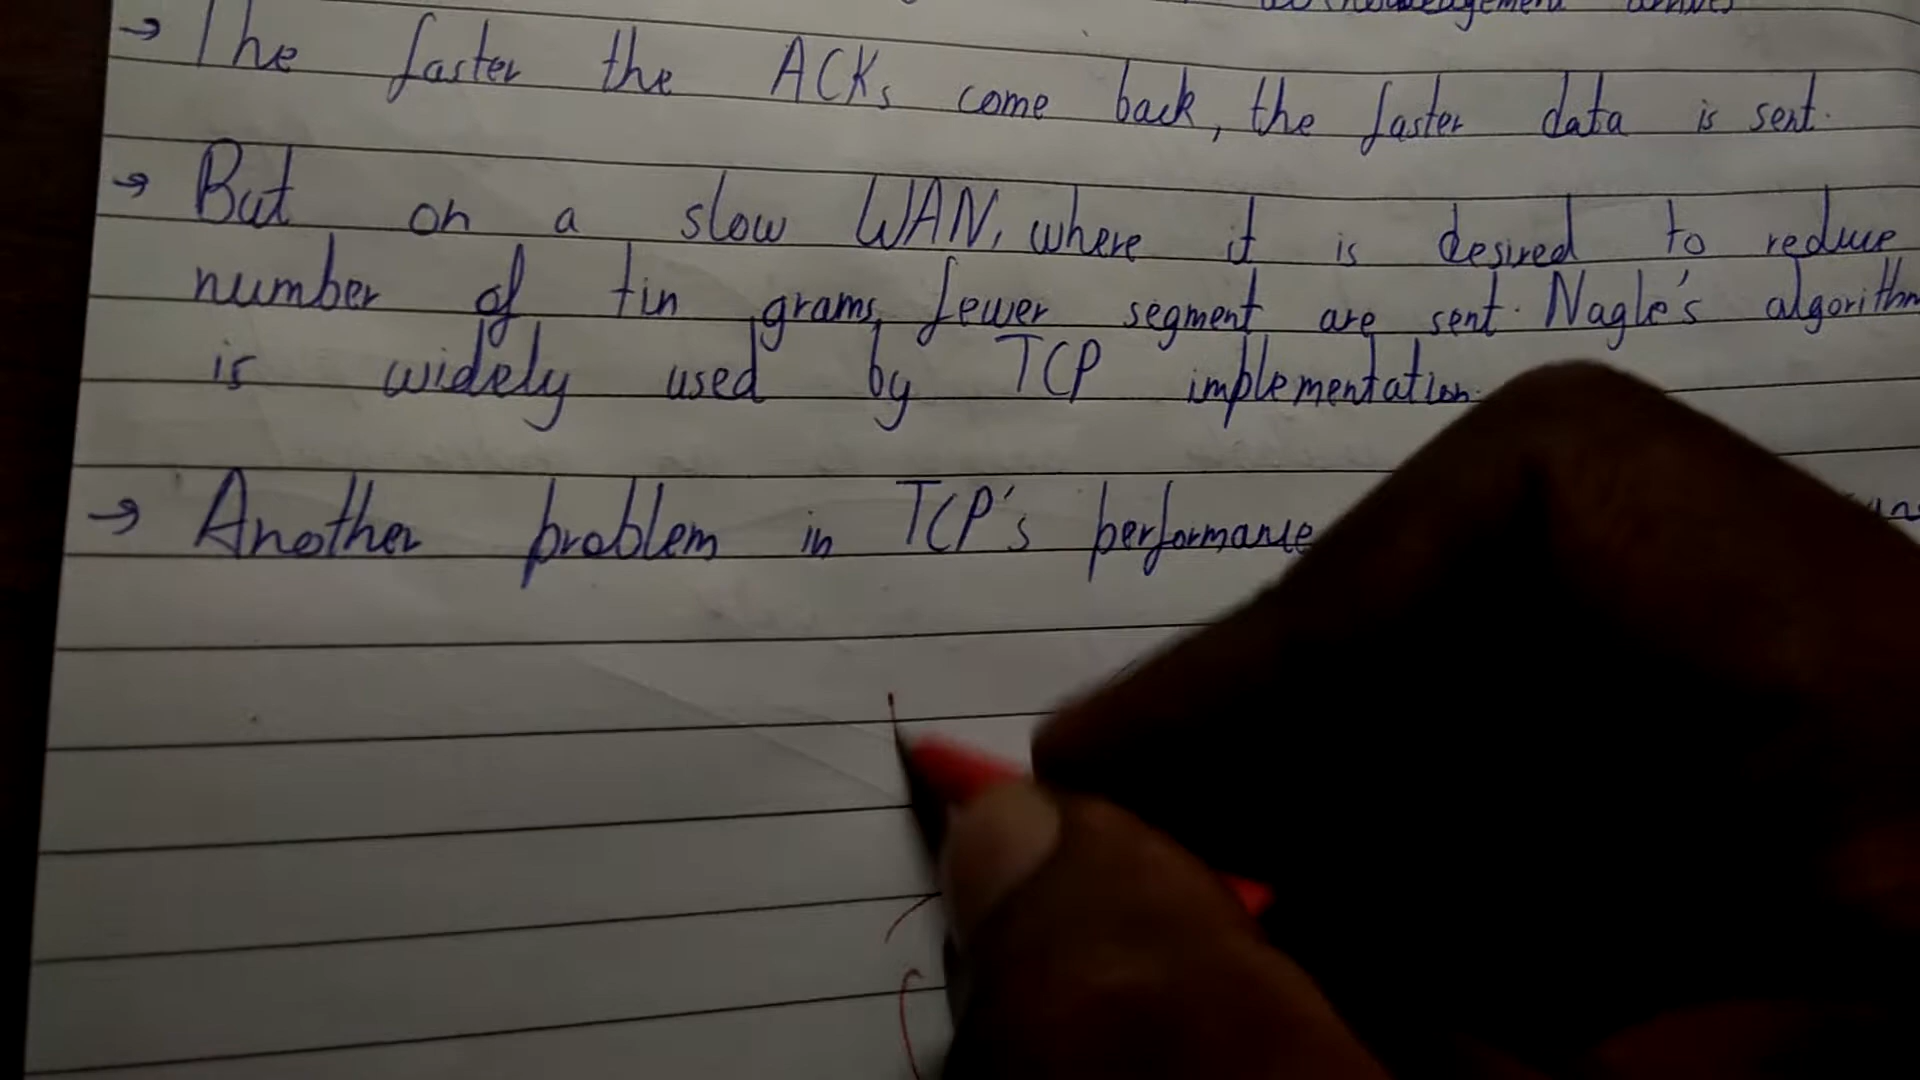 acknowledgement arrives
→ The faster the ACKs come back, the faster data is sent.
→ But on a slow WAN, where it is desired to reduce
number of tin grams, fewer segment are sent. Nagle's algorithm
is widely used by TCP implementation.
→ Another problem in TCP's performance